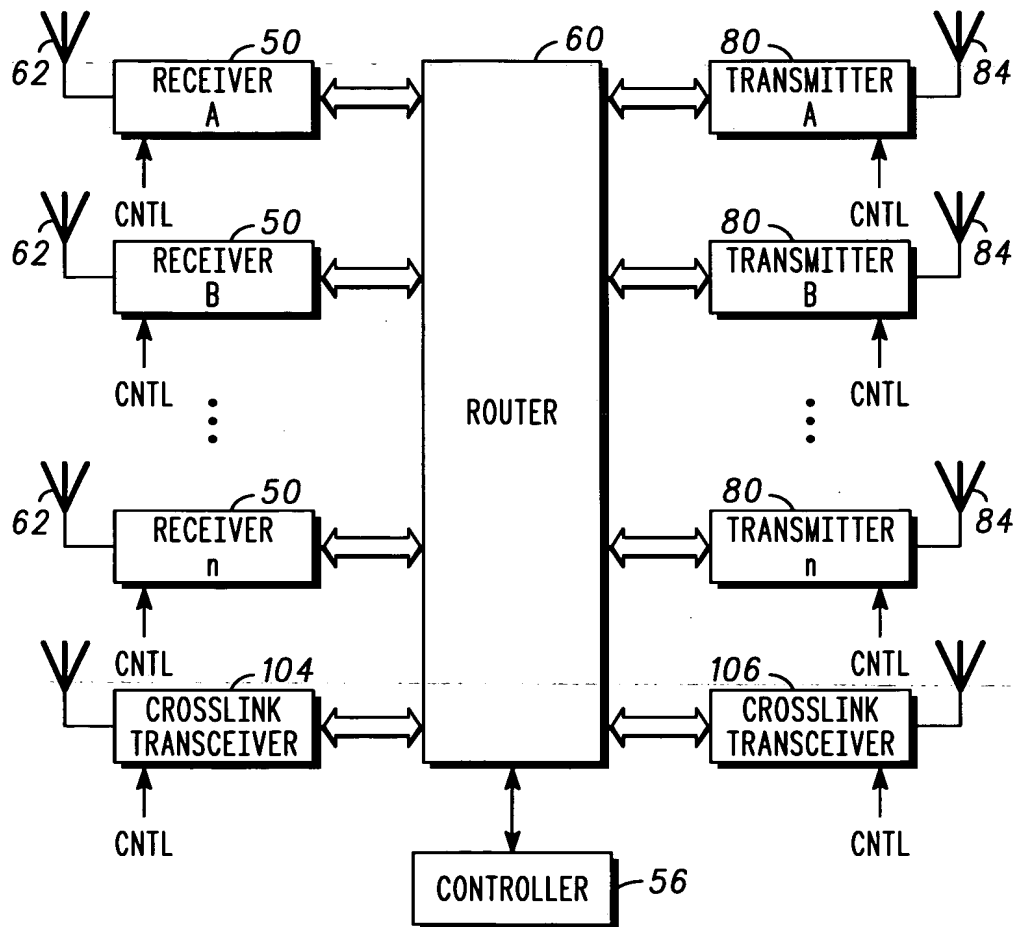 62
50
RECEIVER
A
CNTL
60
ROUTER
80
TRANSMITTER
A
84
CNTL
62
50
RECEIVER
B
CNTL
80
TRANSMITTER
B
84
CNTL
62
50
RECEIVER
n
CNTL
80
TRANSMITTER
n
84
CNTL
104
CROSSLINK
TRANSCEIVER
CNTL
106
CROSSLINK
TRANSCEIVER
CNTL
CONTROLLER
56